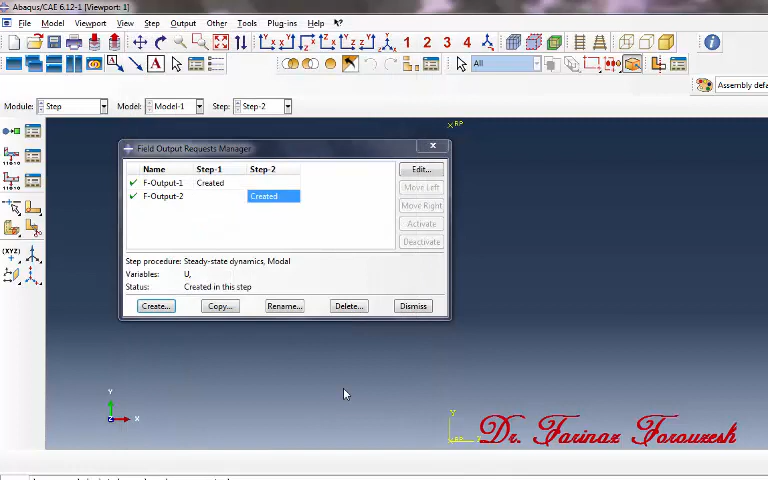 Abaqus/CAE 6.12-1 [Viewport: 1]
File Model Viewport View Step Output Other Tools Plug-ins Help
1 2 3 4
A All
Assembly defa
Module: Step Model: Model-1 Step: Step-2
RP
Field Output Requests Manager
Name Step-1 Step-2
F-Output-1 Created
F-Output-2 Created
Edit...
Move Left
Move Right
Activate
Deactivate
Step procedure: Steady-state dynamics, Modal
Variables: U,
Status: Created in this step
Create... Copy... Rename... Delete... Dismiss
(XYZ)
Y
Z X
Y
RP
Dr. Farinaz Forouzesh